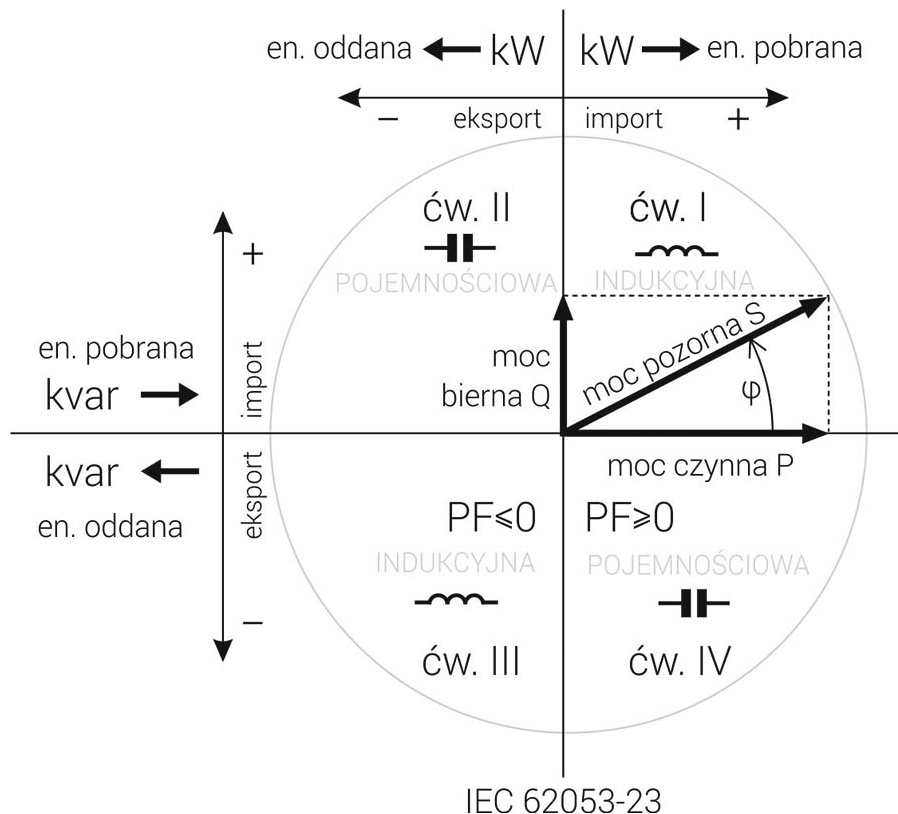 en. oddana kW kW en. pobrana
− eksport import +
ćw. II ćw. I
+
POJEMNOŚCIOWA INDUKCYJNA
moc pozorna S
en. pobrana
import
moc
bierna Q
kvar
φ
moc czynna P
kvar
eksport
en. oddana
PF⩽0 PF⩾0
INDUKCYJNA POJEMNOŚCIOWA
−
ćw. III ćw. IV
IEC 62053-23